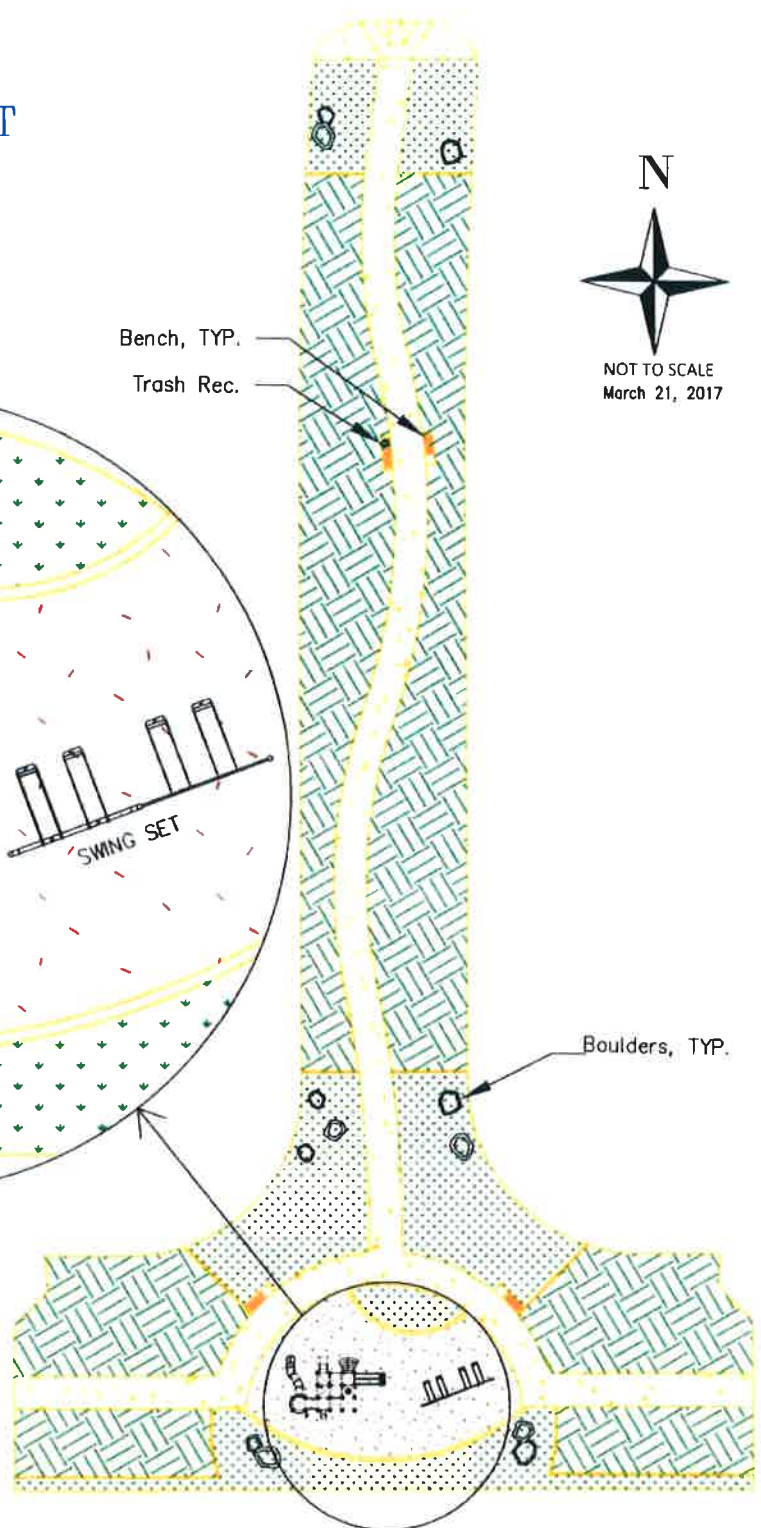 T
N
NOT TO SCALE
March 21, 2017
Bench, TYP.
Trash Rec.
SWING SET
Boulders, TYP.